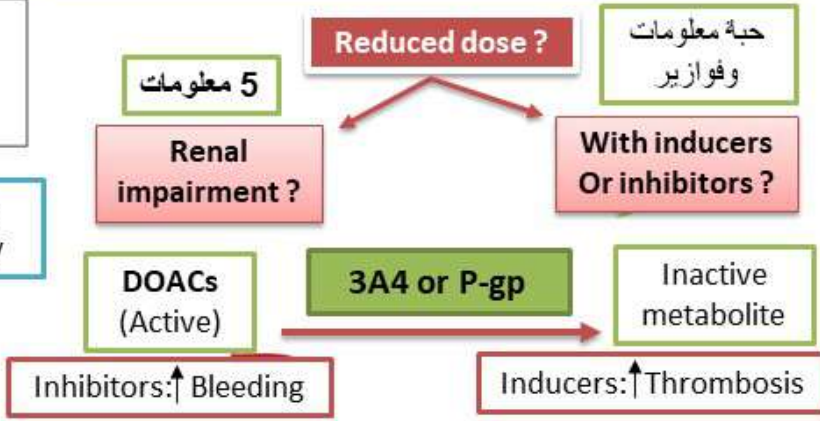 Reduced dose ?
حبة معلومات
وفوازير
5 معلومات
Renal
impairment ?
With inducers
Or inhibitors ?
DOACs
(Active)
3A4 or P-gp
Inactive
metabolite
Inhibitors:↑ Bleeding
Inducers:↑Thrombosis